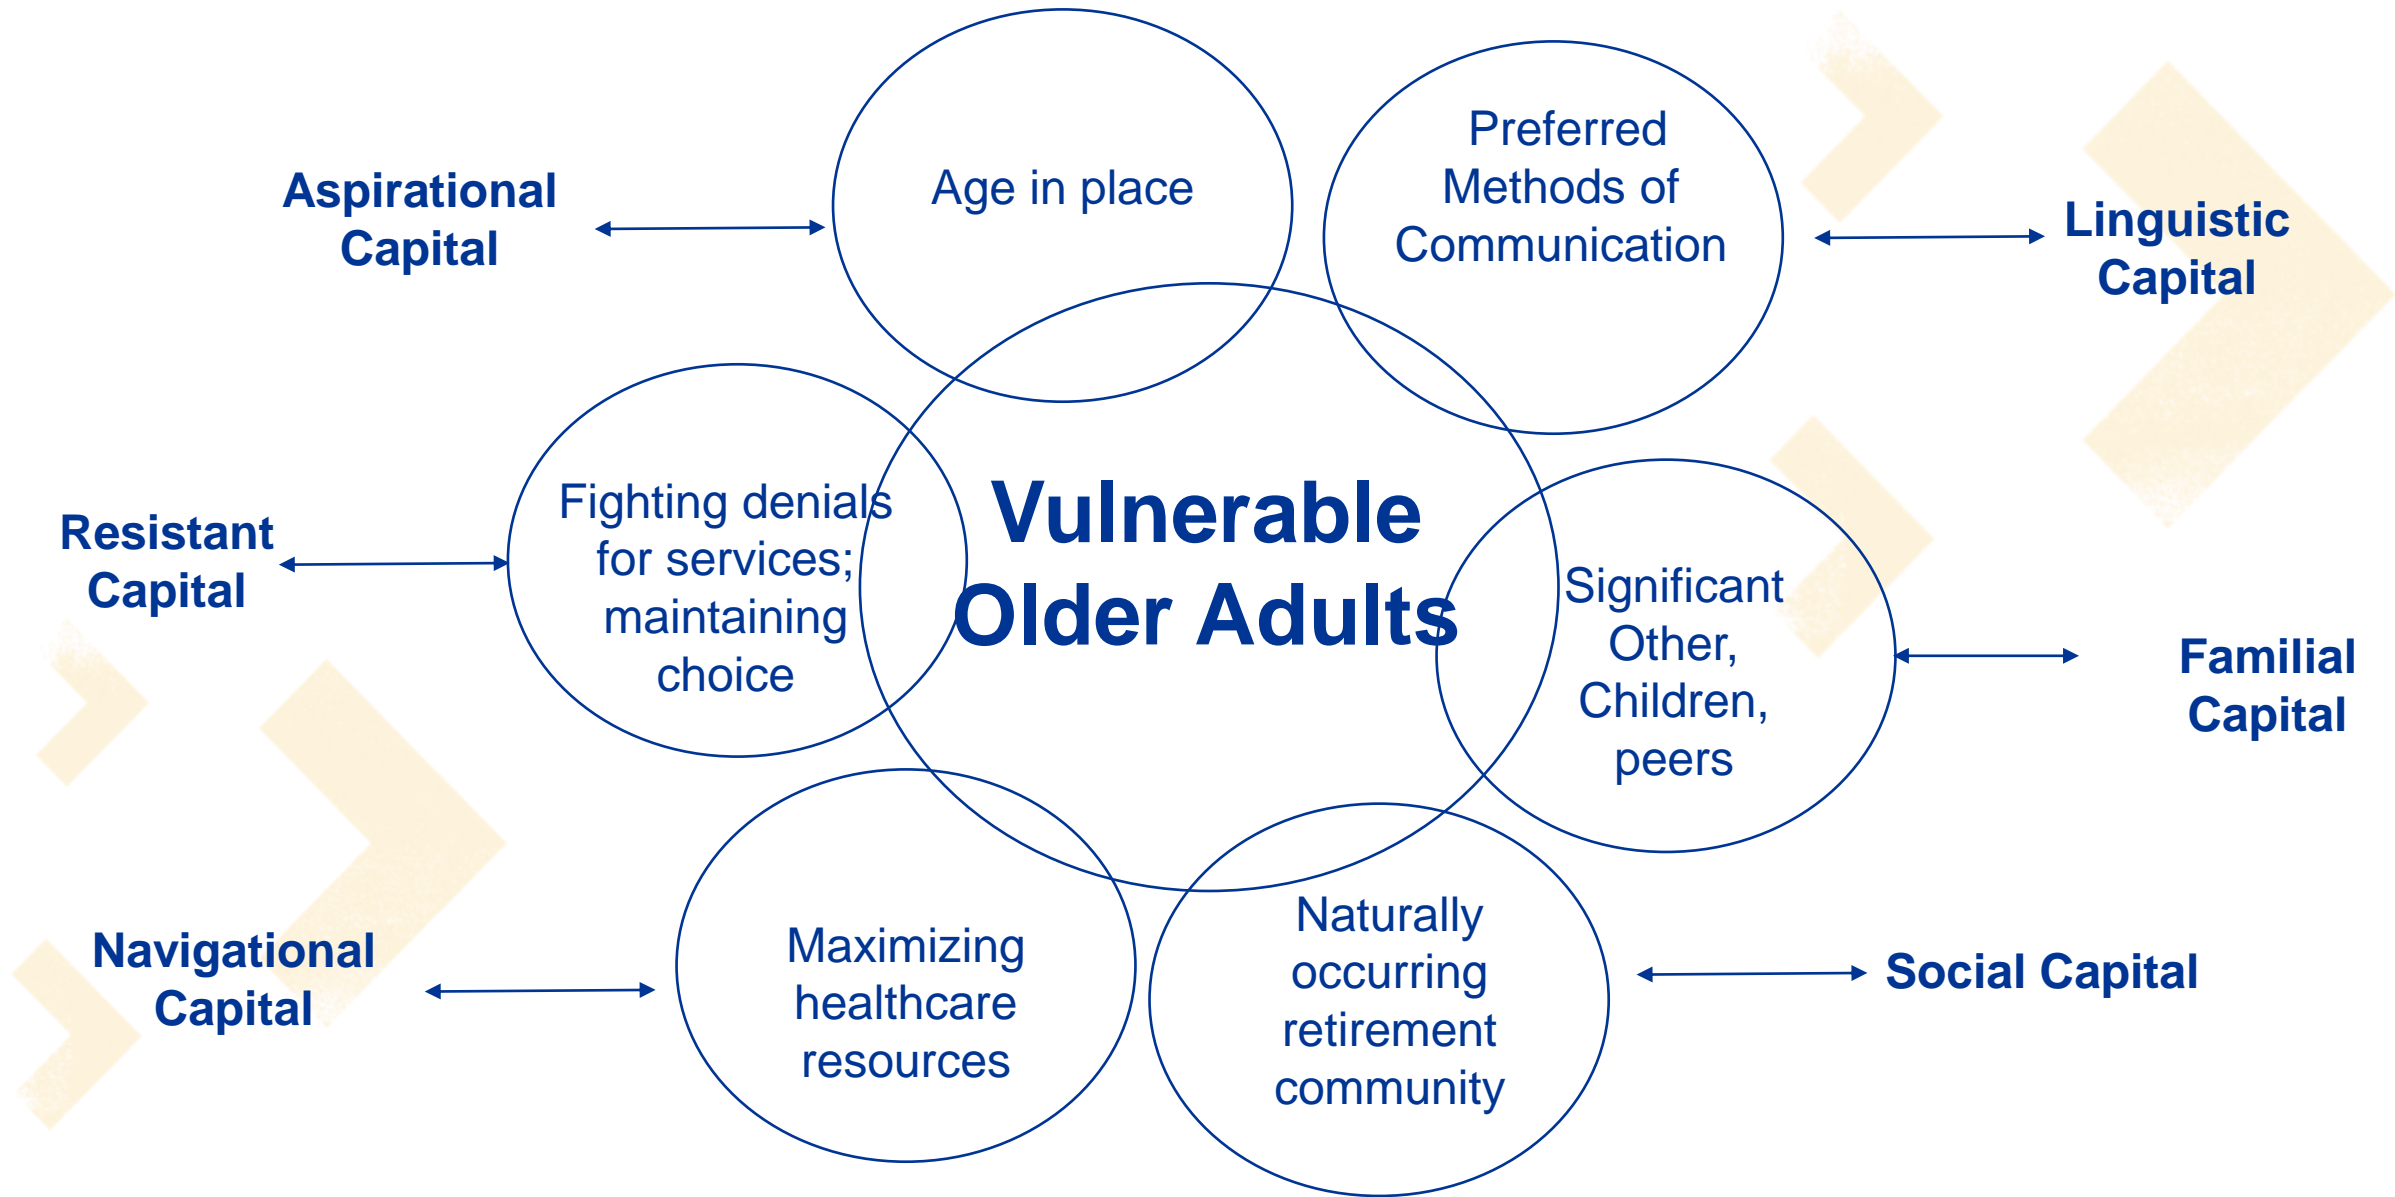 Aspirational
Capital
Age in place
Preferred
Methods of
Communication
Linguistic
Capital
Resistant
Capital
Fighting denials
for services;
maintaining
choice
Vulnerable
Older Adults
Significant
Other,
Children,
peers
Familial
Capital
Navigational
Capital
Maximizing
healthcare
resources
Naturally
occurring
retirement
community
Social Capital